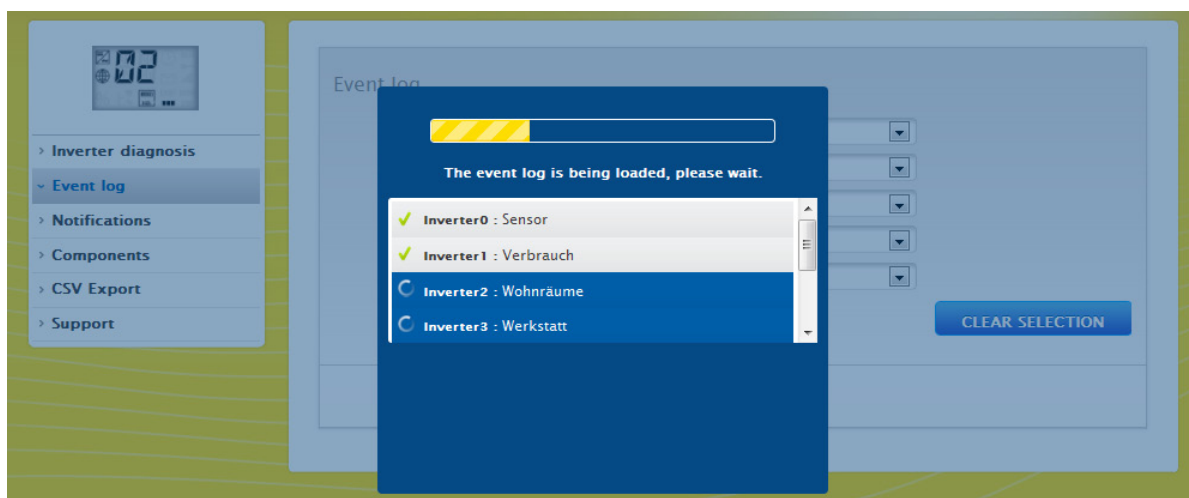 02
Inverter diagnosis
Event log
Notifications
Components
CSV Export
Support
Event log
The event log is being loaded, please wait.
Inverter0 : Sensor
Inverter1 : Verbrauch
Inverter2 : Wohnräume
Inverter3 : Werkstatt
CLEAR SELECTION